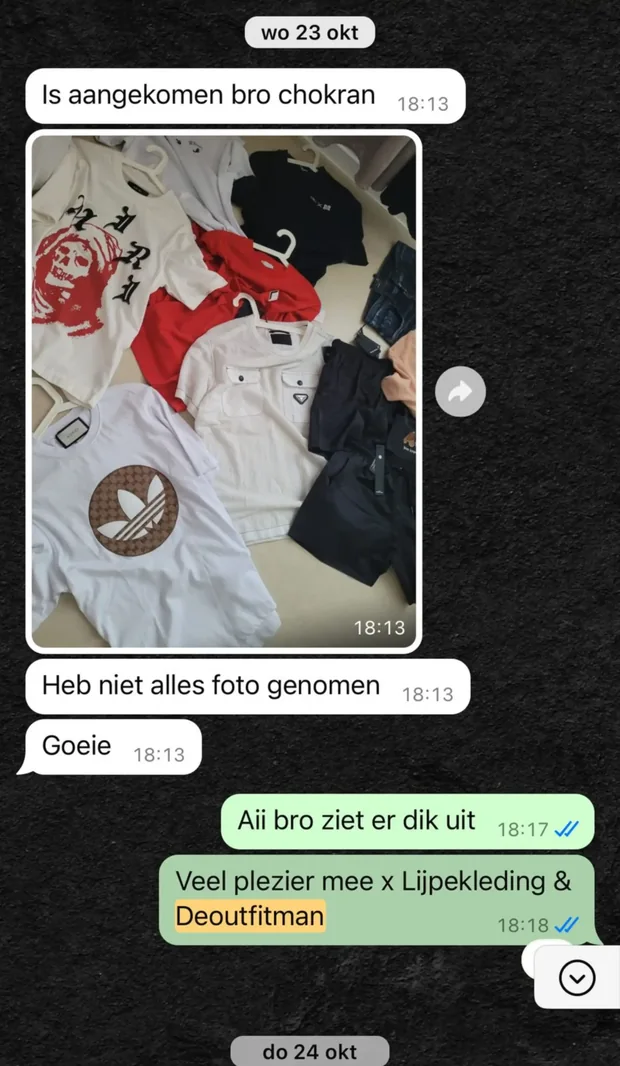 wo 23 okt
Is aangekomen bro chokran 18:13
A
I
R
I
18:13
Heb niet alles foto genomen 18:13
Goeie 18:13
Aii bro ziet er dik uit 18:17
Veel plezier mee x Lijpekleding &
Deoutfitman 18:18
do 24 okt